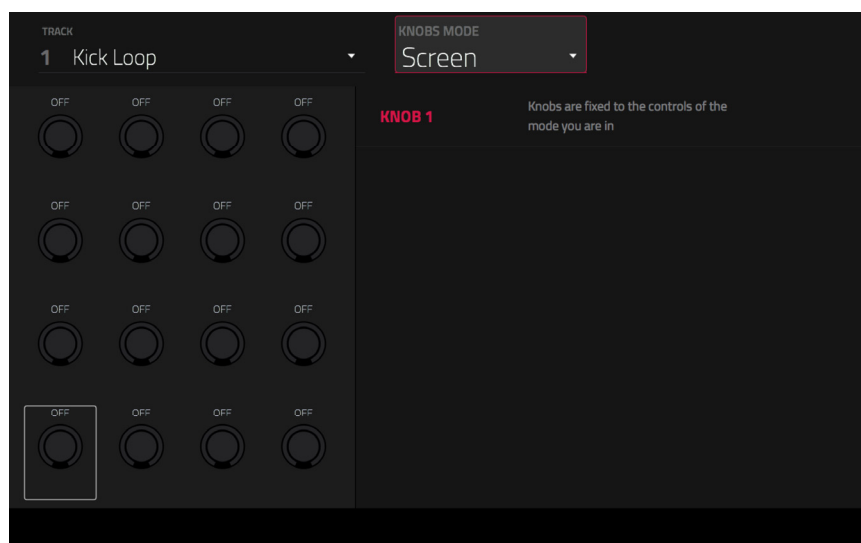 TRACK
1 Kick Loop
KNOBS MODE
Screen
OFF OFF OFF OFF
OFF OFF OFF OFF
OFF OFF OFF OFF
OFF OFF OFF OFF
KNOB 1
Knobs are fixed to the controls of the
mode you are in